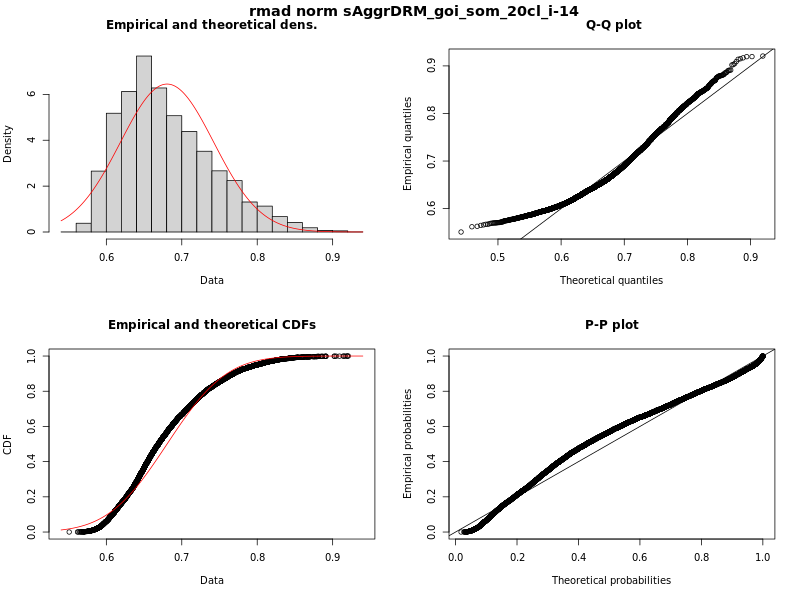 rmad norm sAggrDRM_goi_som_20cl_i-14
Empirical and theoretical dens.
Density
0 2 4 6
0.6 0.7 0.8 0.9
Data
Q-Q plot
Empirical quantiles
0.6 0.7 0.8 0.9
0.5 0.6 0.7 0.8 0.9
Theoretical quantiles
Empirical and theoretical CDFs
CDF
0.0 0.2 0.4 0.6 0.8 1.0
0.6 0.7 0.8 0.9
Data
P-P plot
Empirical probabilities
0.0 0.2 0.4 0.6 0.8 1.0
0.0 0.2 0.4 0.6 0.8 1.0
Theoretical probabilities